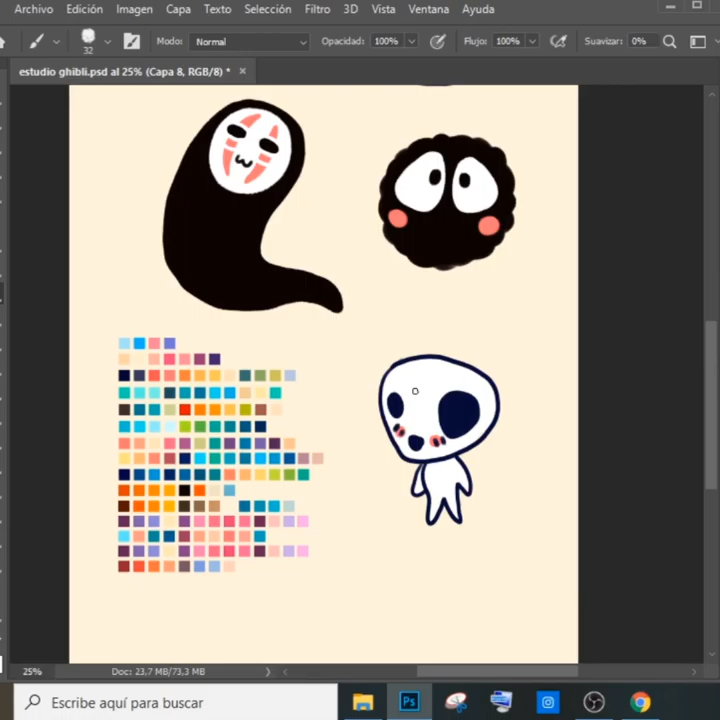 Archivo Edición Imagen Capa Texto Selección Filtro 3D Vista Ventana Ayuda
32 Modo: Normal Opacidad: 100% Flujo: 100% Suavizar: 0%
estudio ghibli.psd al 25% (Capa 8, RGB/8) *
25% Doc: 23,7 MB/73,3 MB
Ps
Escribe aquí para buscar